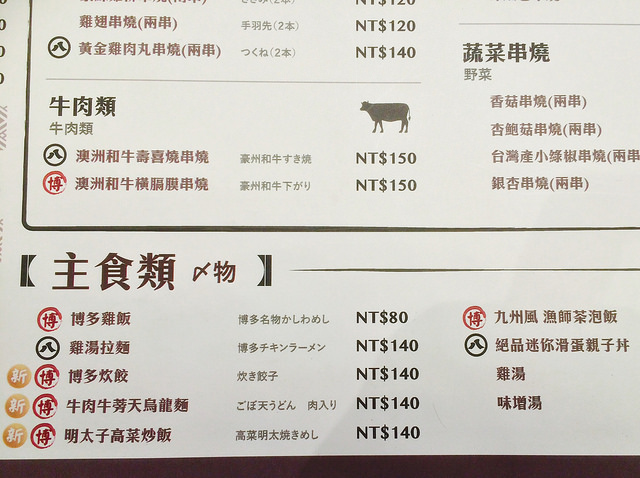 NT$120
雞翅串燒(兩串) 手羽先(2本) NT$120
八 黃金雞肉丸串燒(兩串) つくね(2本) NT$140
牛肉類
牛肉類
八 澳洲和牛壽喜燒串燒 豪州和牛すき焼 NT$150
博 澳洲和牛橫膈膜串燒 豪州和牛下がり NT$150
蔬菜串燒
野菜
香菇串燒(兩串)
杏鮑菇串燒(兩串)
台灣產小綠椒串燒(兩串
銀杏串燒(兩串)
【主食類 〆物】
博 博多雞飯 博多名物かしわめし NT$80
八 雞湯拉麵 博多チキンラーメン NT$140
新 博 博多炊餃 炊き餃子 NT$140
新 博 牛肉牛蒡天烏龍麵 ごぼ天うどん 肉入り NT$140
新 博 明太子高菜炒飯 高菜明太焼きめし NT$140
博 九州風 漁師茶泡飯
八 絕品迷你滑蛋親子丼
雞湯
味增湯